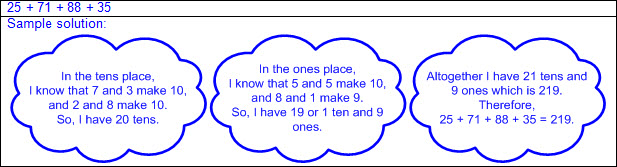 25 + 71 + 88 + 35
Sample solution:
In the tens place,
I know that 7 and 3 make 10,
and 2 and 8 make 10.
So, I have 20 tens.
In the ones place,
I know that 5 and 5 make 10,
and 8 and 1 make 9.
So, I have 19 or 1 ten and 9
ones.
Altogether I have 21 tens and
9 ones which is 219.
Therefore,
25 + 71 + 88 + 35 = 219.